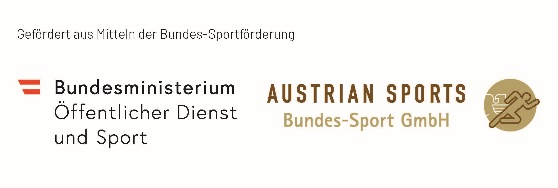 Gefördert aus Mitteln der Bundes-Sportförderung
Bundesministerium
Öffentlicher Dienst
und Sport
AUSTRIAN SPORTS
Bundes-Sport GmbH